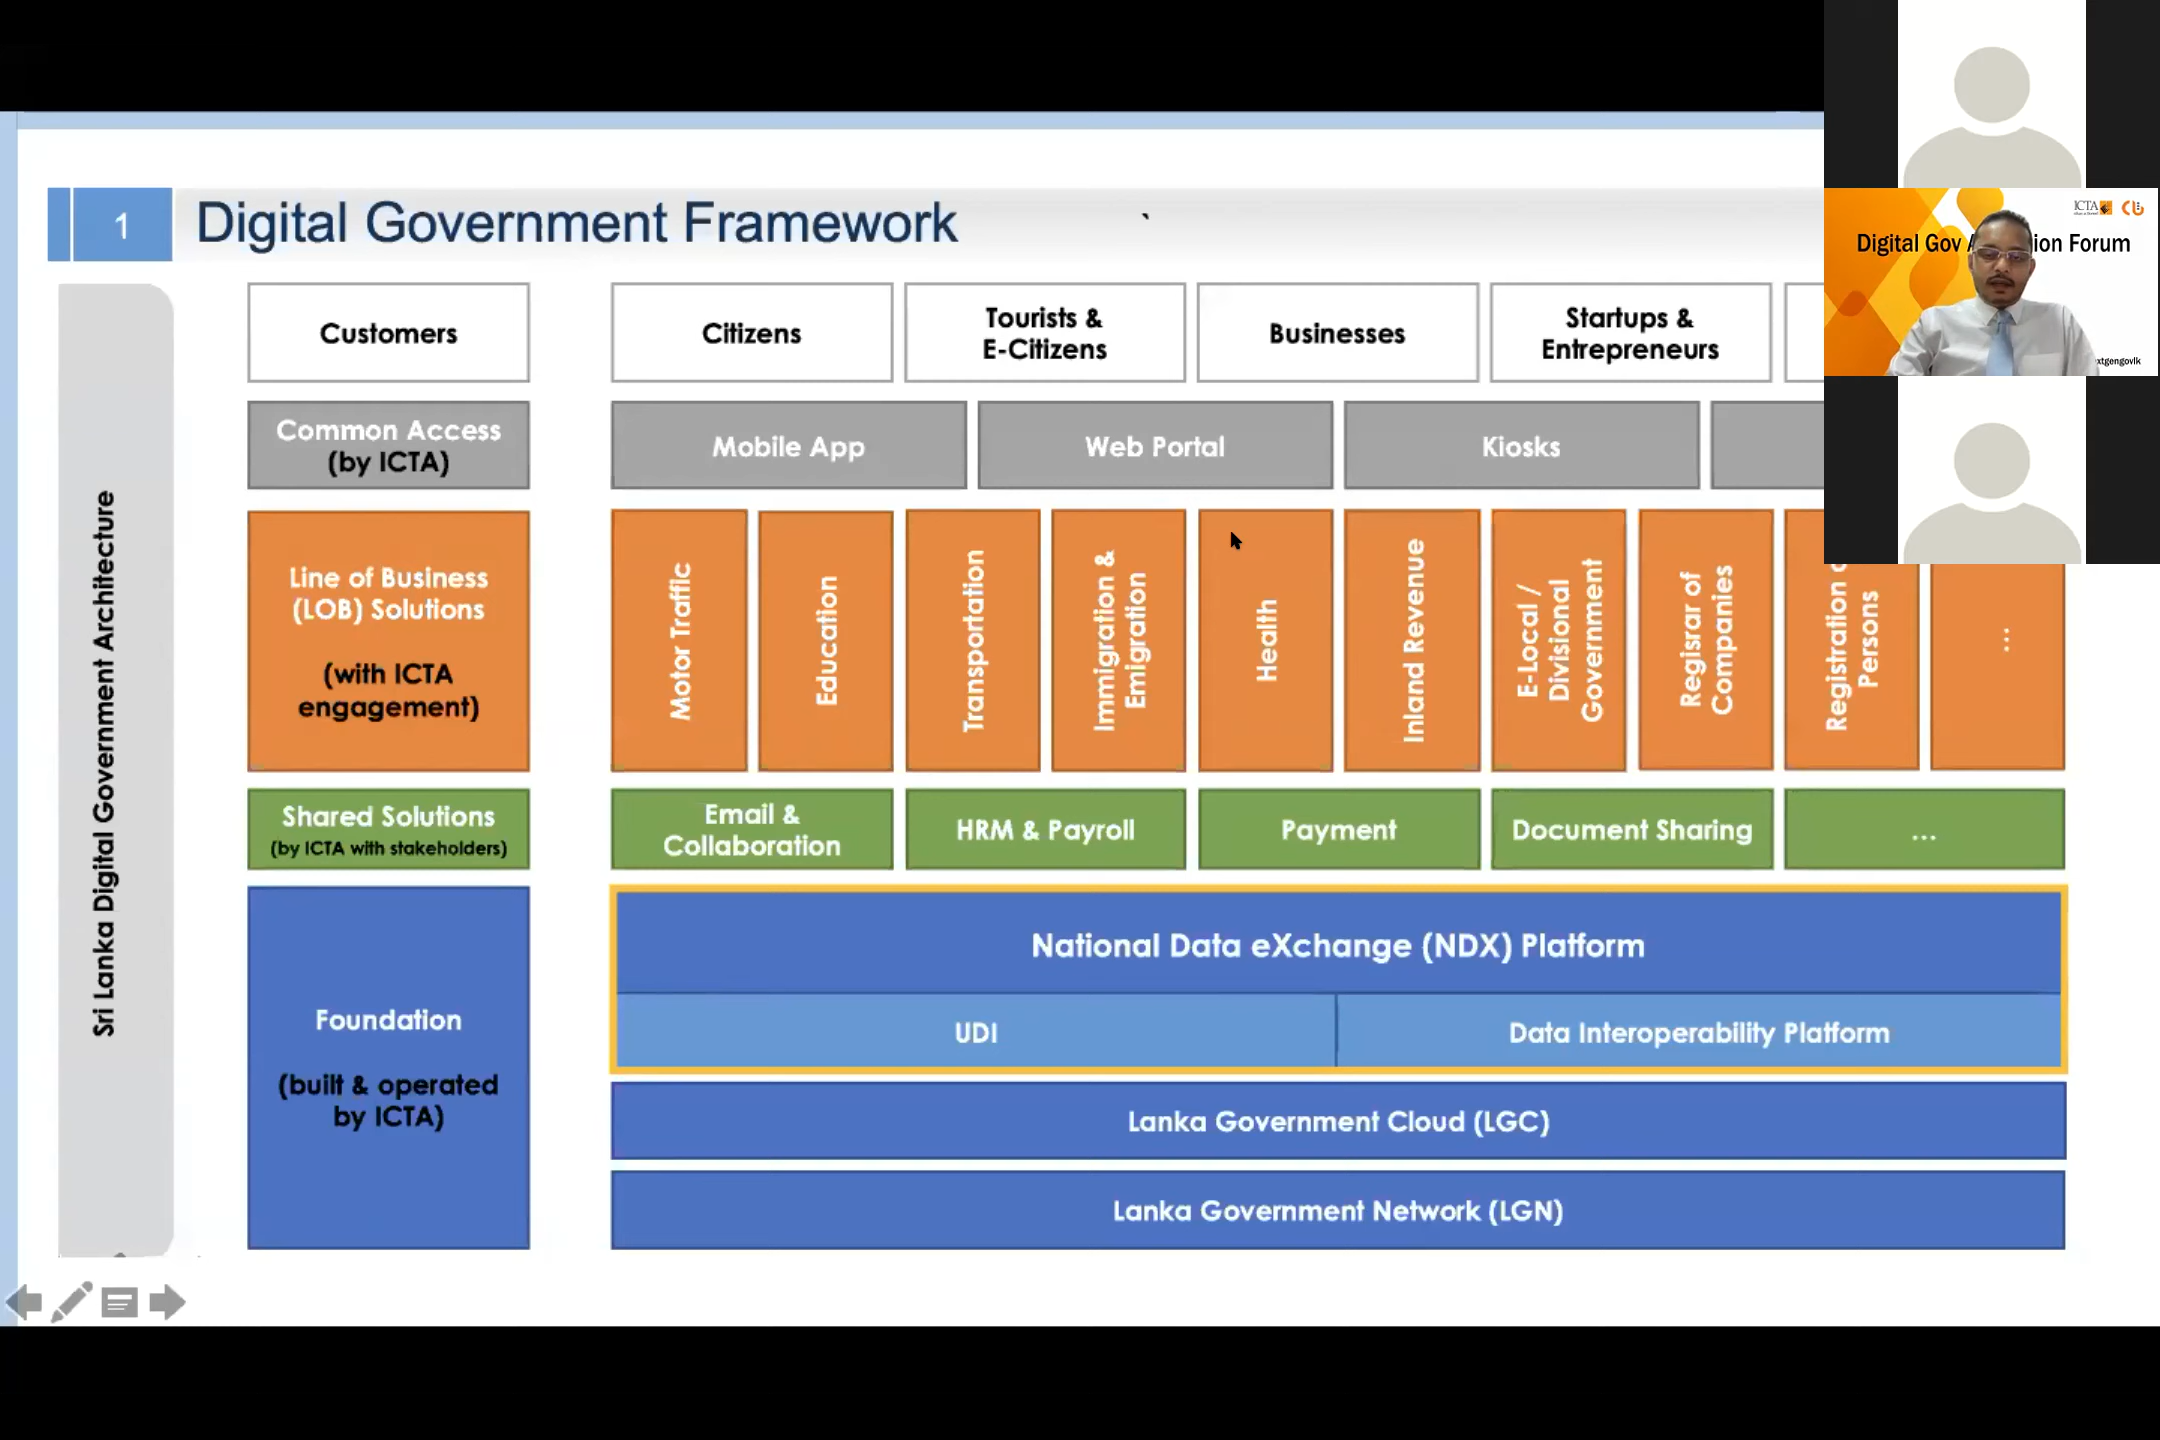 1
Digital Government Framework
Sri Lanka Digital Government Architecture
Customers
Citizens
Tourists &
E-Citizens
Businesses
Startups &
Entrepreneurs
Common Access
(by ICTA)
Mobile App
Web Portal
Kiosks
Line of Business
(LOB) Solutions
(with ICTA
engagement)
Motor Traffic
Education
Transportation
Immigration &
Emigration
Health
Inland Revenue
E-Local /
Divisional
Government
Regisrar of
Companies
Registration
Persons
...
Shared Solutions
(by ICTA with stakeholders)
Email &
Collaboration
HRM & Payroll
Payment
Document Sharing
...
Foundation
(built & operated
by ICTA)
National Data eXchange (NDX) Platform
UDI
Data Interoperability Platform
Lanka Government Cloud (LGC)
Lanka Government Network (LGN)
ICTA
Digital Gov
ion Forum
xtgengovlk